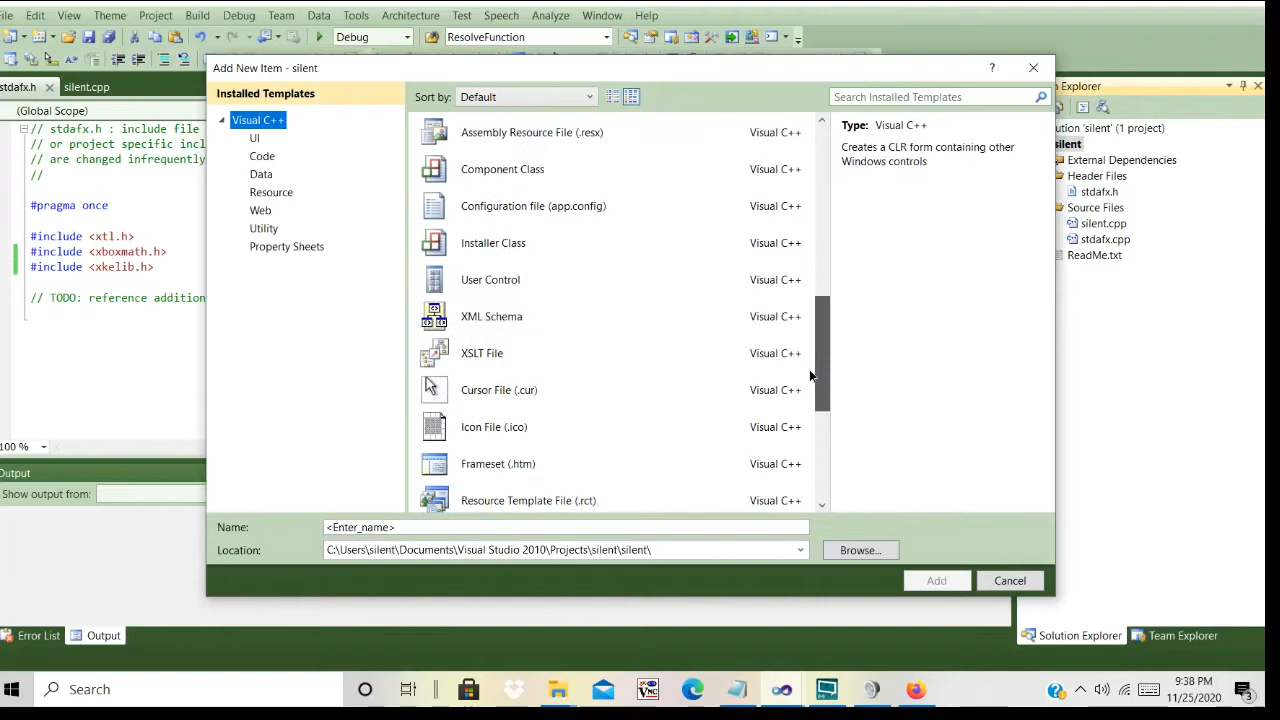 File Edit View Theme Project Build Debug Team Data Tools Architecture Test Speech Analyze Window Help
Debug ResolveFunction
Add New Item - silent
stdafx.h silent.cpp
Installed Templates
Sort by: Default
Search Installed Templates
Explorer
(Global Scope)
Visual C++
UI
Code
Data
Resource
Web
Utility
Property Sheets
// stdafx.h : include file
// or project specific incl
// are changed infrequently
//
#pragma once
#include <xtl.h>
#include <xboxmath.h>
#include <xkelib.h>
// TODO: reference addition
100 %
Assembly Resource File (.resx) Visual C++
Component Class Visual C++
Configuration file (app.config) Visual C++
Installer Class Visual C++
User Control Visual C++
XML Schema Visual C++
XSLT File Visual C++
Cursor File (.cur) Visual C++
Icon File (.ico) Visual C++
Frameset (.htm) Visual C++
Resource Template File (.rct) Visual C++
Type: Visual C++
Creates a CLR form containing other
Windows controls
ution 'silent' (1 project)
silent
External Dependencies
Header Files
stdafx.h
Source Files
silent.cpp
stdafx.cpp
ReadMe.txt
Output
Show output from:
Name: <Enter_name>
Location: C:\Users\silent\Documents\Visual Studio 2010\Projects\silent\silent\
Browse...
Add Cancel
Error List Output
Solution Explorer Team Explorer
Search
9:38 PM
11/25/2020
3